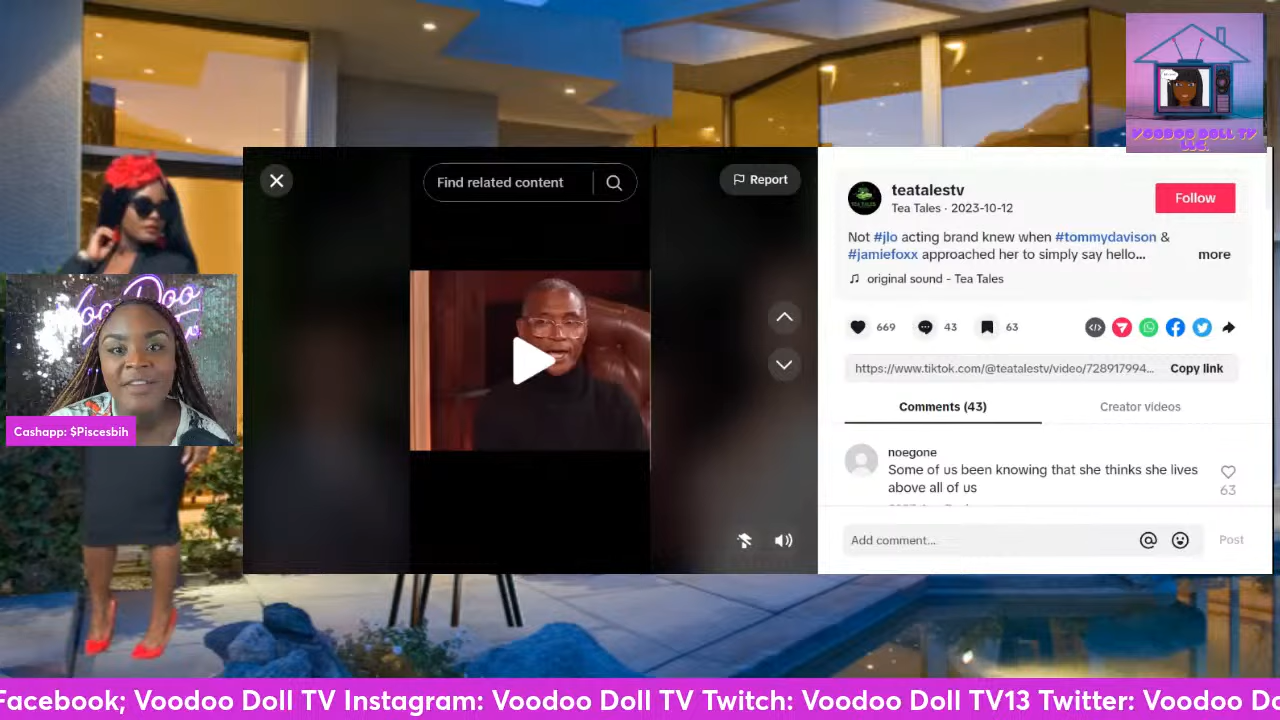 VOODOO DOLL TV
LLC.
Find related content
Report
teatalestv
Tea Tales · 2023-10-12
Follow
Not #jlo acting brand knew when #tommydavison &
#jamiefoxx approached her to simply say hello...
more
original sound - Tea Tales
669
43
63
https://www.tiktok.com/@teatalestv/video/728917994...
Copy link
Comments (43)
Creator videos
noegone
Some of us been knowing that she thinks she lives
above all of us
63
Add comment...
Post
Voo Doo
Cashapp: $Piscesbih
Facebook; Voodoo Doll TV Instagram: Voodoo Doll TV Twitch: Voodoo Doll TV13 Twitter: Voodoo Do